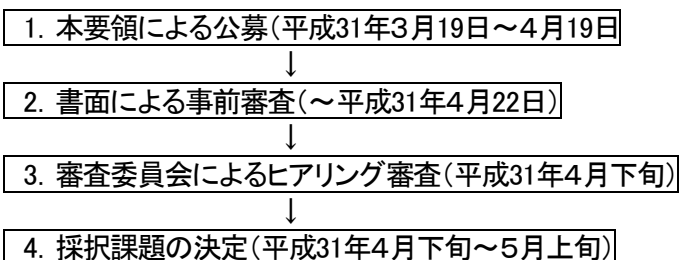 1. 本要領による公募（平成31年３月19日～４月19日
↓
2. 書面による事前審査（～平成31年４月22日）
↓
3. 審査委員会によるヒアリング審査（平成31年４月下旬）
↓
4. 採択課題の決定（平成31年４月下旬～５月上旬）